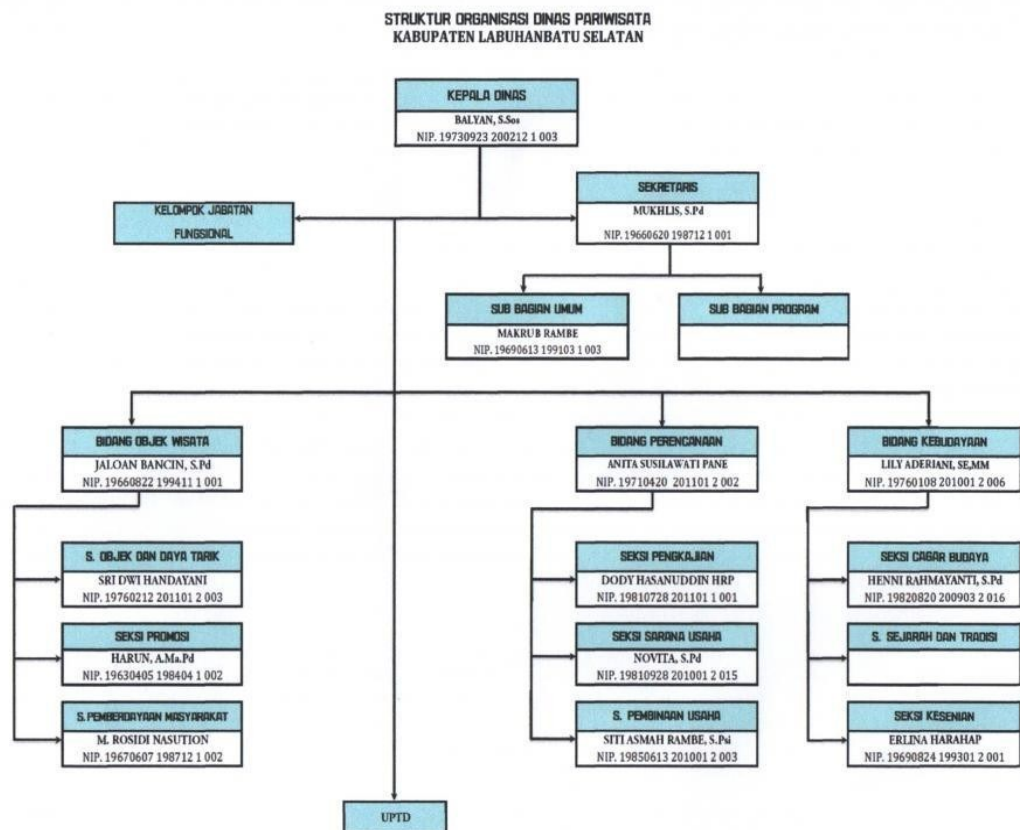 STRUKTUR ORGANISASI DINAS PARIWISATA
KABUPATEN LABUHANBATU SELATAN
KEPALA DINAS
BALYAN, S.Sos
NIP. 19730923 200212 1 003
KELOMPOK JABATAN
FUNGSIONAL
SEKRETARIS
MUKHLIS, S.Pd
NIP. 19660620 198712 1 001
SUB BAGIAN UMUM
MAKRUB RAMBE
NIP. 19690613 199103 1 003
SUB BAGIAN PROGRAM
BIDANG OBJEK WISATA
JALOAN BANCIN, S.Pd
NIP. 19660822 199411 1 001
S. OBJEK DAN DAYA TARIK
SRI DWI HANDAYANI
NIP. 19760212 201101 2 003
SEKSI PROMOSI
HARUN, A.Ma.Pd
NIP. 19630405 198404 1 002
S. PEMBERDAYAAN MASYARAKAT
M. ROSIDI NASUTION
NIP. 19670607 198712 1 002
BIDANG PERENCANAAN
ANITA SUSILAWATI PANE
NIP. 19710420 201101 2 002
SEKSI PENGKAJIAN
DODY HASANUDDIN HRP
NIP. 19810728 201101 1 001
SEKSI SARANA USAHA
NOVITA, S.Pd
NIP. 19810928 201001 2 015
S. PEMBINAAN USAHA
SITI ASMAH RAMBE, S.Psi
NIP. 19850613 201001 2 003
BIDANG KEBUDAYAAN
LILY ADERIANI, SE,MM
NIP. 19760108 201001 2 006
SEKSI CAGAR BUDAYA
HENNI RAHMAYANTI, S.Pd
NIP. 19820820 200903 2 016
S. SEJARAH DAN TRADISI
SEKSI KESENIAN
ERLINA HARAHAP
NIP. 19690824 199301 2 001
UPTD